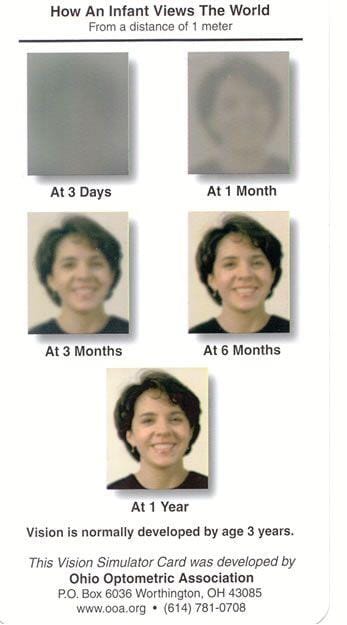 How An Infant Views The World
From a distance of 1 meter
At 3 Days
At 1 Month
At 3 Months
At 6 Months
At 1 Year
Vision is normally developed by age 3 years.
This Vision Simulator Card was developed by
Ohio Optometric Association
P.O. Box 6036 Worthington, OH 43085
www.ooa.org • (614) 781-0708